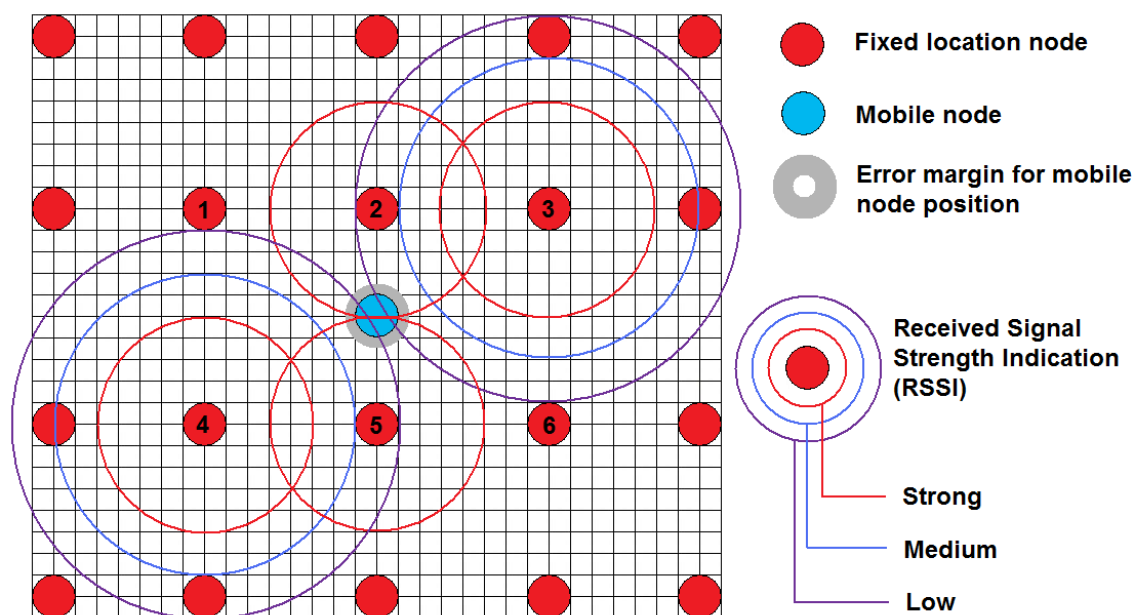 Fixed location node
Mobile node
Error margin for mobile
node position
1
2
3
Received Signal
Strength Indication
(RSSI)
4
5
6
Strong
Medium
Low